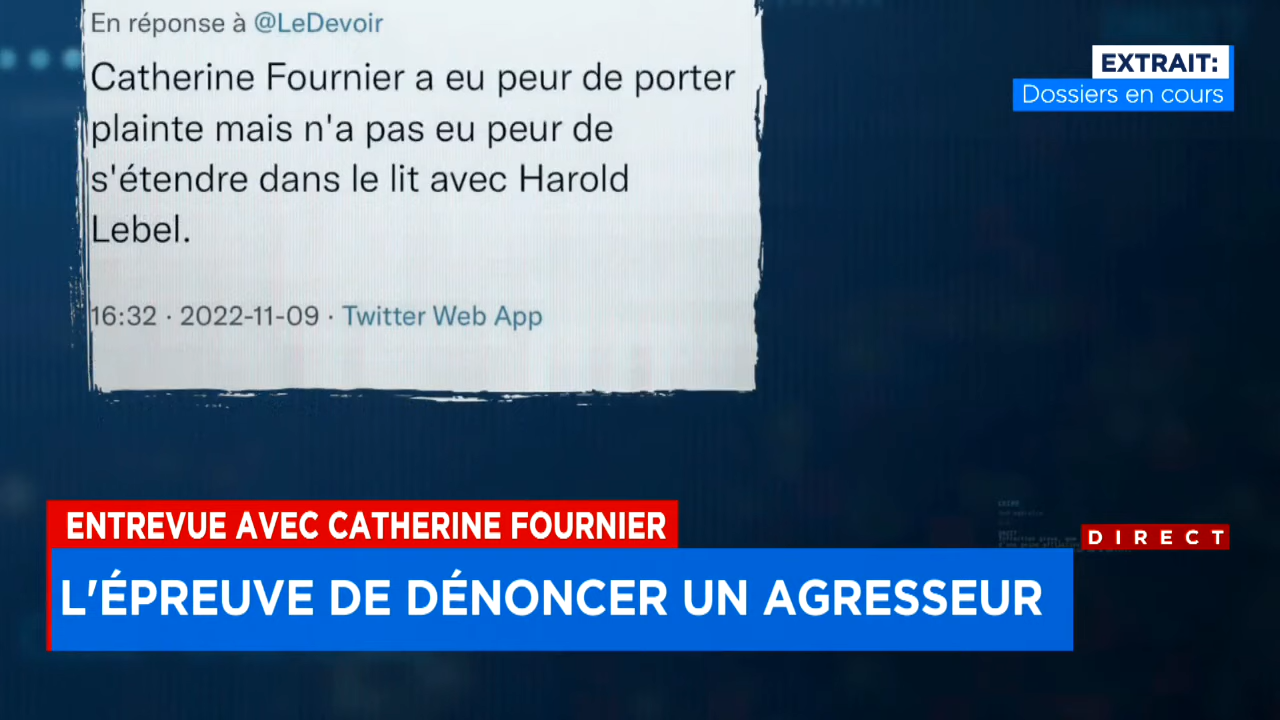 En réponse à @LeDevoir
Catherine Fournier a eu peur de porter
plainte mais n'a pas eu peur de
s'étendre dans le lit avec Harold
Lebel.
16:32 · 2022-11-09 · Twitter Web App
EXTRAIT:
Dossiers en cours
ENTREVUE AVEC CATHERINE FOURNIER
L'ÉPREUVE DE DÉNONCER UN AGRESSEUR
DIRECT